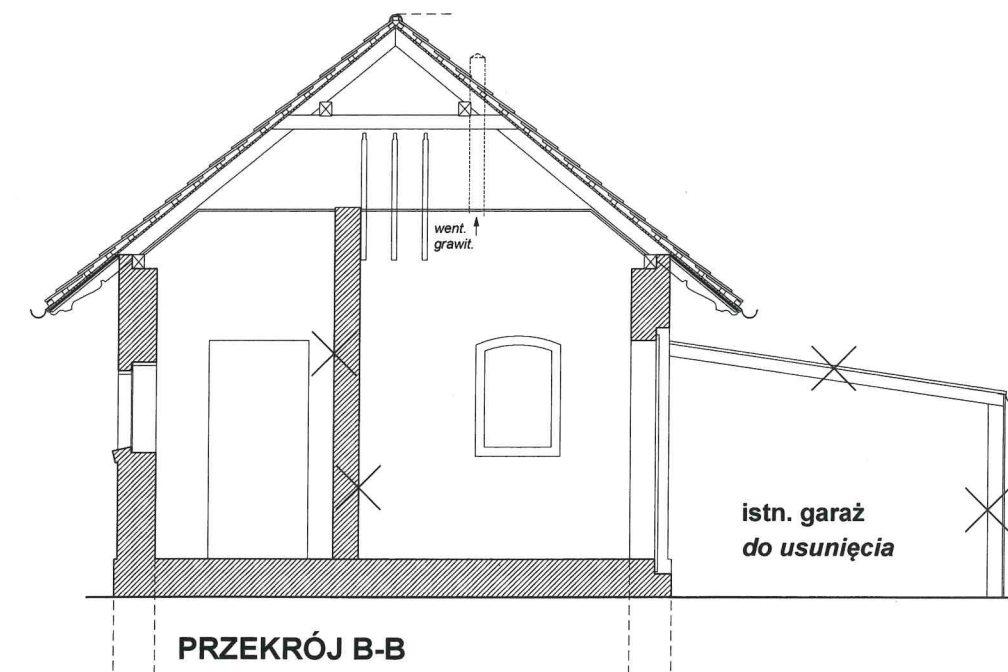 went.
grawit.
istn. garaż
do usunięcia
PRZEKRÓJ B-B